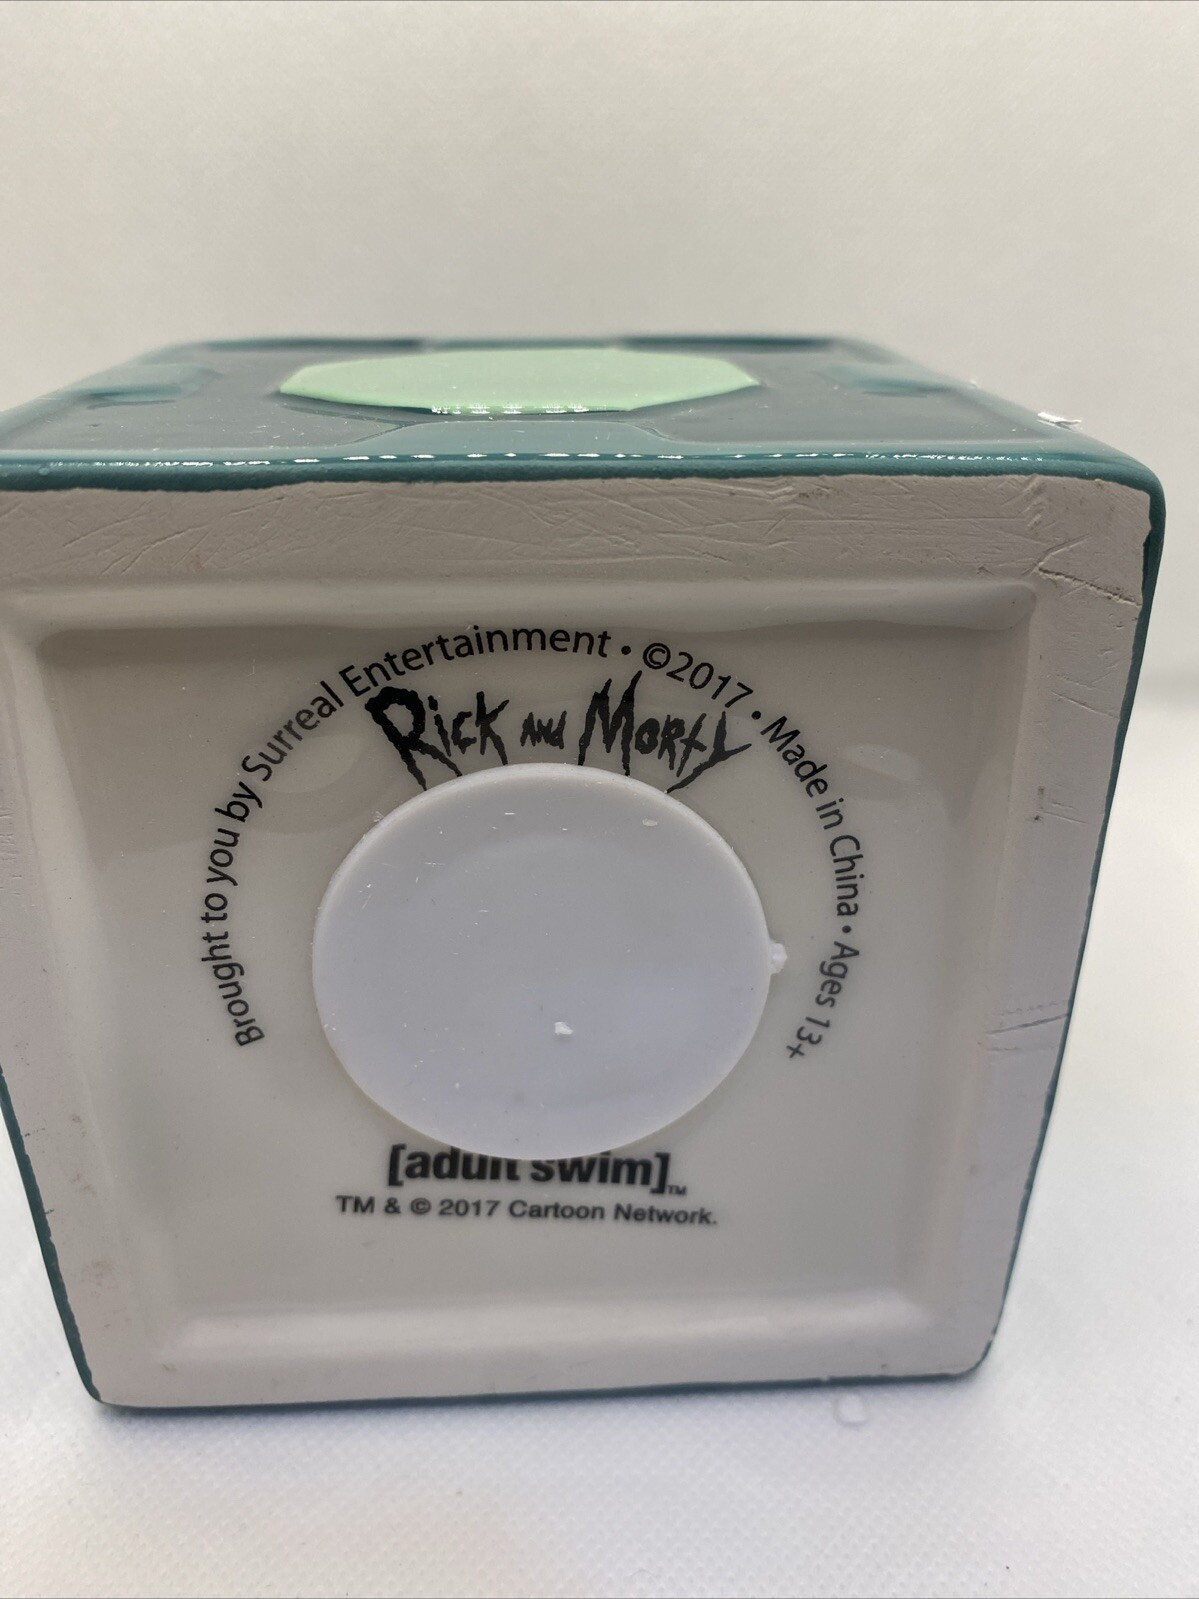 Brought to you by Surreal Entertainment • ©2017 • Made in China • Ages 13+
Rick and Morty
[adult swim]™
TM & © 2017 Cartoon Network.